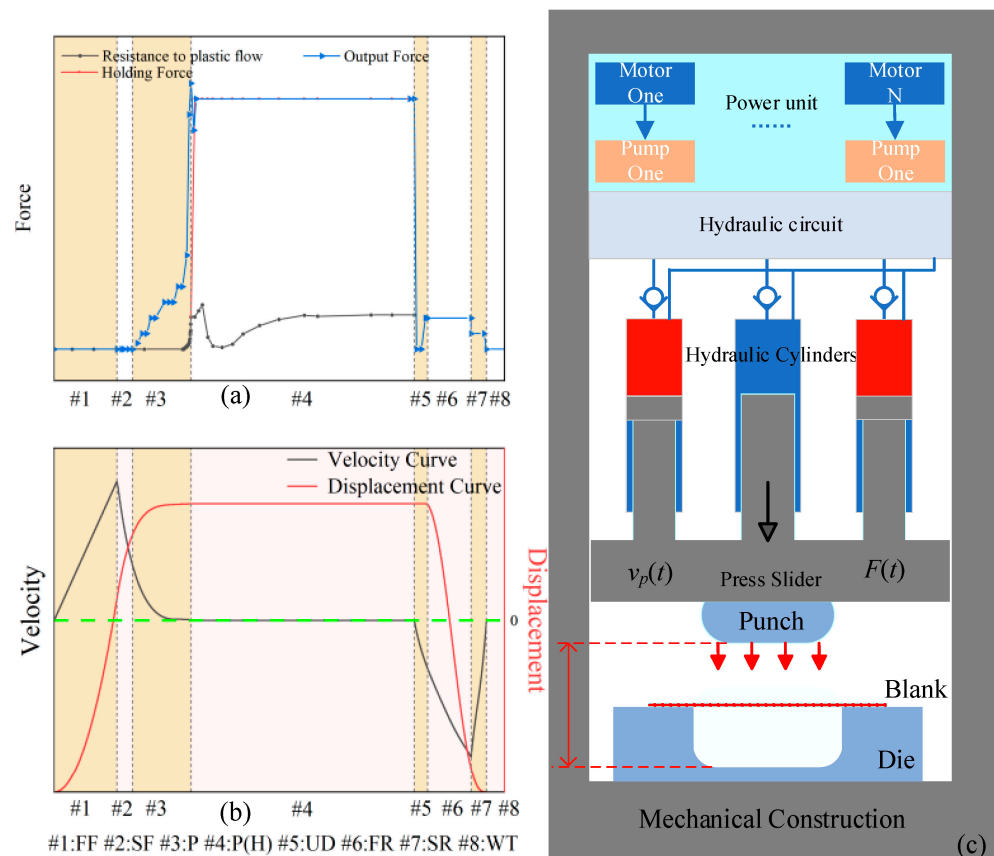 Resistance to plastic flow
Holding Force
Output Force
Force
#1 #2 #3 #4 #5 #6 #7 #8
(a)
Velocity Curve
Displacement Curve
Velocity
0
Displacement
#1 #2 #3 #4 #5 #6 #7 #8
(b)
#1:FF #2:SF #3:P #4:P(H) #5:UD #6:FR #7:SR #8:WT
Motor
One
Power unit
Motor
N
Pump
One
Pump
One
Hydraulic circuit
Hydraulic Cylinders
vp(t)
Press Slider
F(t)
Punch
Blank
Die
Mechanical Construction
(c)